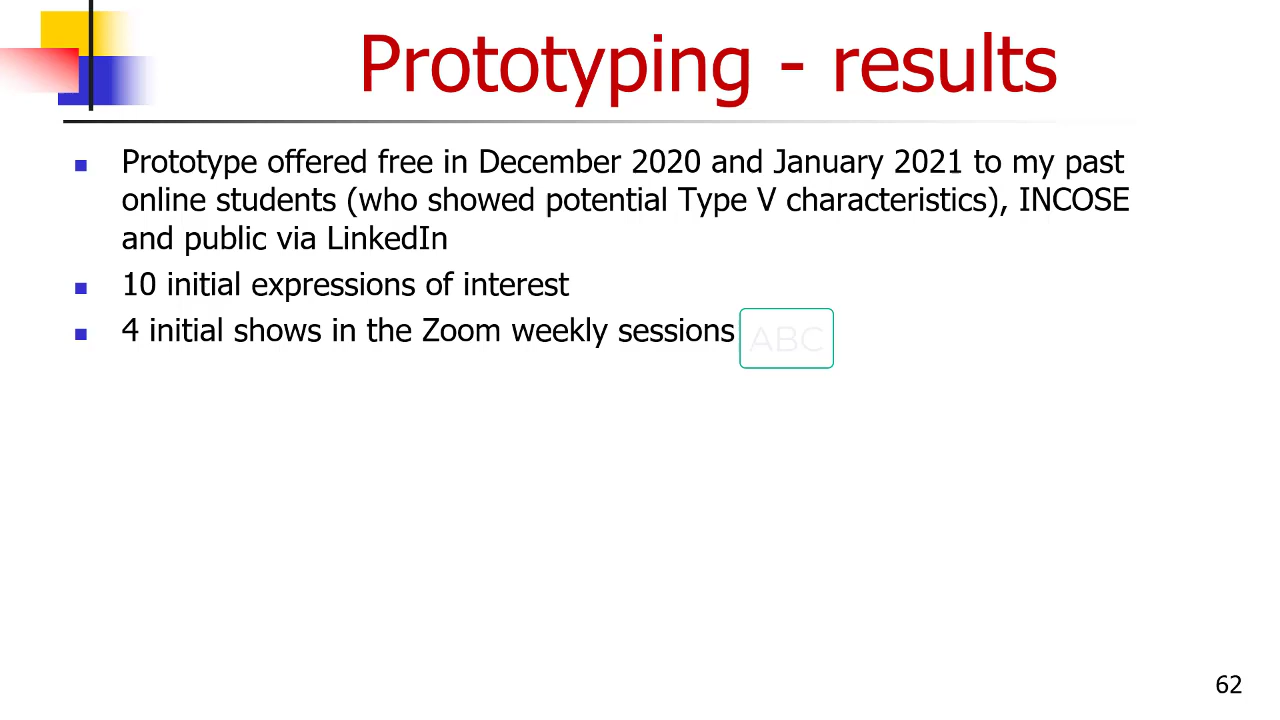 Prototyping - results
Prototype offered free in December 2020 and January 2021 to my past
online students (who showed potential Type V characteristics), INCOSE
and public via LinkedIn
10 initial expressions of interest
4 initial shows in the Zoom weekly sessions
ABC
62